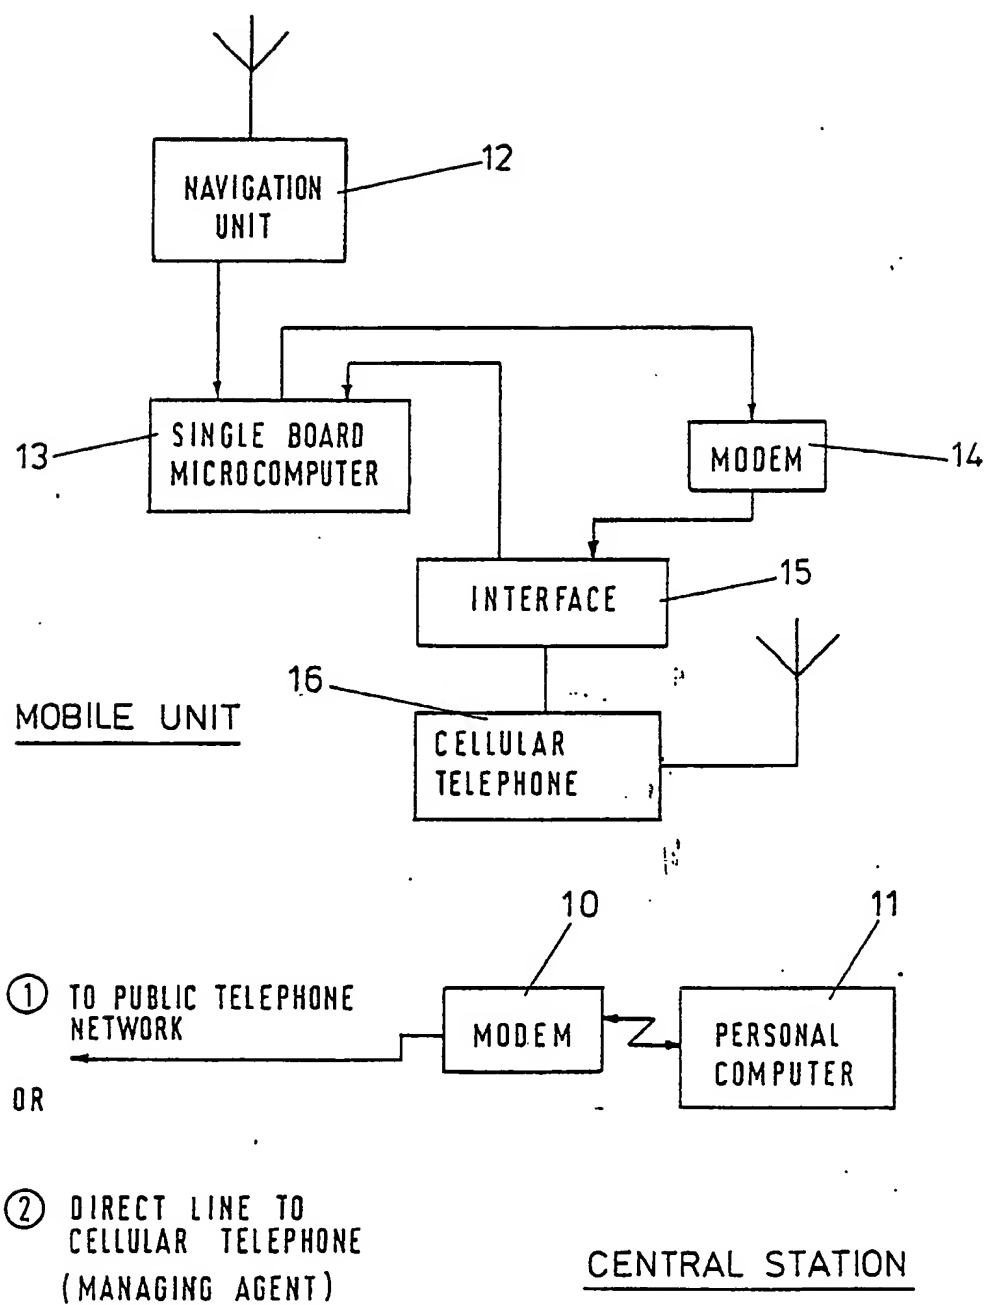 12
NAVIGATION
UNIT
13
SINGLE BOARD
MICROCOMPUTER
MODEM
14
INTERFACE
15
16
MOBILE UNIT
CELLULAR
TELEPHONE
10
11
1 TO PUBLIC TELEPHONE
NETWORK
MODEM
PERSONAL
COMPUTER
OR
2 DIRECT LINE TO
CELLULAR TELEPHONE
(MANAGING AGENT)
CENTRAL STATION